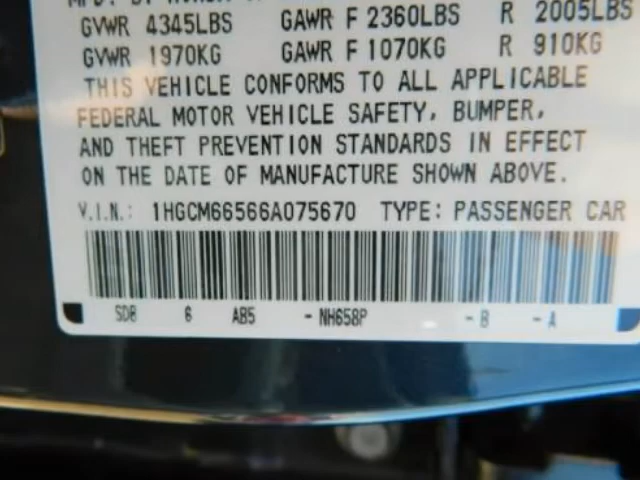 GVWR 4345LBS GAWR F 2360LBS R 2005LBS
GVWR 1970KG GAWR F 1070KG R 910KG
THIS VEHICLE CONFORMS TO ALL APPLICABLE
FEDERAL MOTOR VEHICLE SAFETY, BUMPER,
AND THEFT PREVENTION STANDARDS IN EFFECT
ON THE DATE OF MANUFACTURE SHOWN ABOVE.
V.I.N.: 1HGCM66566A075670 TYPE: PASSENGER CAR
SDB 6 AB5 -NH658P -B -A